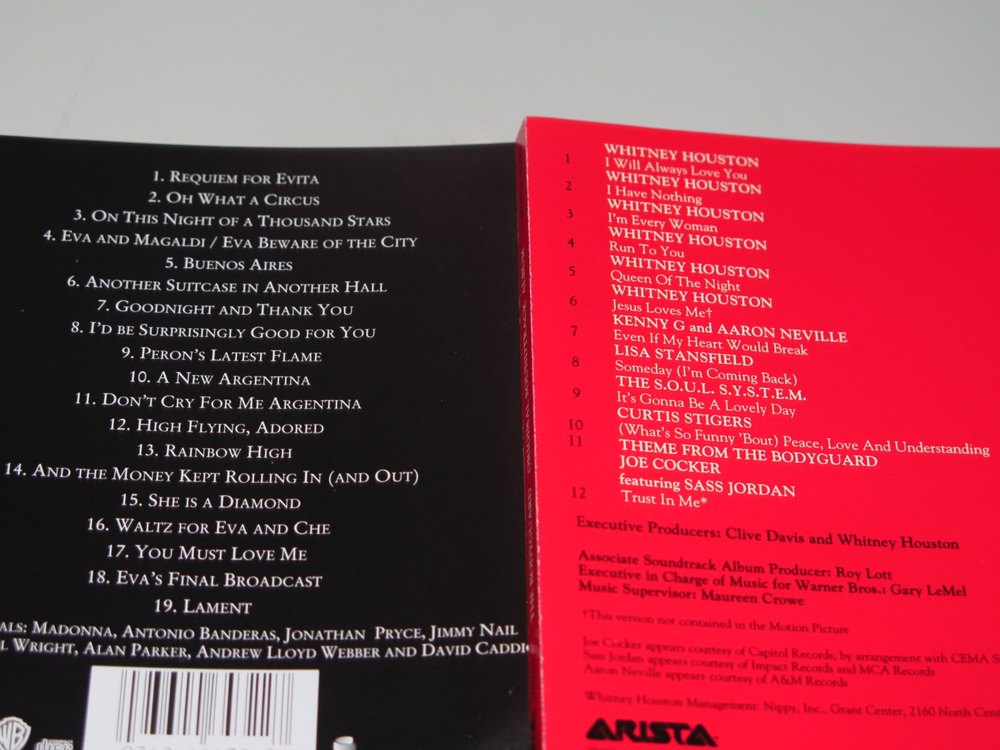 1. Requiem for Evita
2. Oh What a Circus
3. On This Night of a Thousand Stars
4. Eva and Magaldi / Eva Beware of the City
5. Buenos Aires
6. Another Suitcase in Another Hall
7. Goodnight and Thank You
8. I'd be Surprisingly Good for You
9. Peron's Latest Flame
10. A New Argentina
11. Don't Cry For Me Argentina
12. High Flying, Adored
13. Rainbow High
14. And the Money Kept Rolling In (and Out)
15. She is a Diamond
16. Waltz for Eva and Che
17. You Must Love Me
18. Eva's Final Broadcast
19. Lament
Madonna, Antonio Banderas, Jonathan Pryce, Jimmy Nail
Wright, Alan Parker, Andrew Lloyd Webber and David
WB
1 WHITNEY HOUSTON
I Will Always Love You
2 WHITNEY HOUSTON
I Have Nothing
3 WHITNEY HOUSTON
I'm Every Woman
4 WHITNEY HOUSTON
Run To You
5 WHITNEY HOUSTON
Queen Of The Night
6 WHITNEY HOUSTON
Jesus Loves Me†
7 KENNY G and AARON NEVILLE
Even If My Heart Would Break
8 LISA STANSFIELD
Someday (I'm Coming Back)
9 THE S.O.U.L. S.Y.S.T.E.M.
It's Gonna Be A Lovely Day
10 CURTIS STIGERS
(What's So Funny 'Bout) Peace, Love And Understanding
11 THEME FROM THE BODYGUARD
JOE COCKER
featuring SASS JORDAN
12 Trust In Me*
Executive Producers: Clive Davis and Whitney Houston
Associate Soundtrack Album Producer: Roy Lott
Executive in Charge of Music for Warner Bros.: Gary LeMel
Music Supervisor: Maureen Crowe
†This version not contained in the Motion Picture
Joe Cocker appears courtesy of Capitol Records, by arrangement with CEMA
Sass Jordan appears courtesy of Impact Records and MCA Records
Aaron Neville appears courtesy of A&M Records
Whitney Houston Management: Nippy, Inc., Grant Center, 2160 North
ARISTA